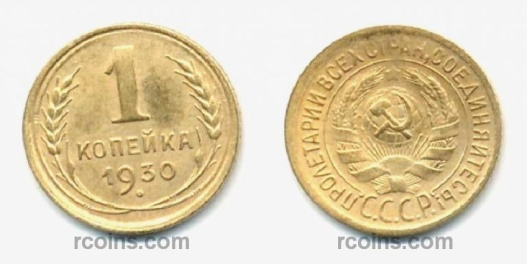 1
КОПЕЙКА
1930
ПРОЛЕТАРИИ ВСЕХ СТРАН, СОЕДИНЯЙТЕСЬ!
С.С.С.Р.
rcoins.com
rcoins.com